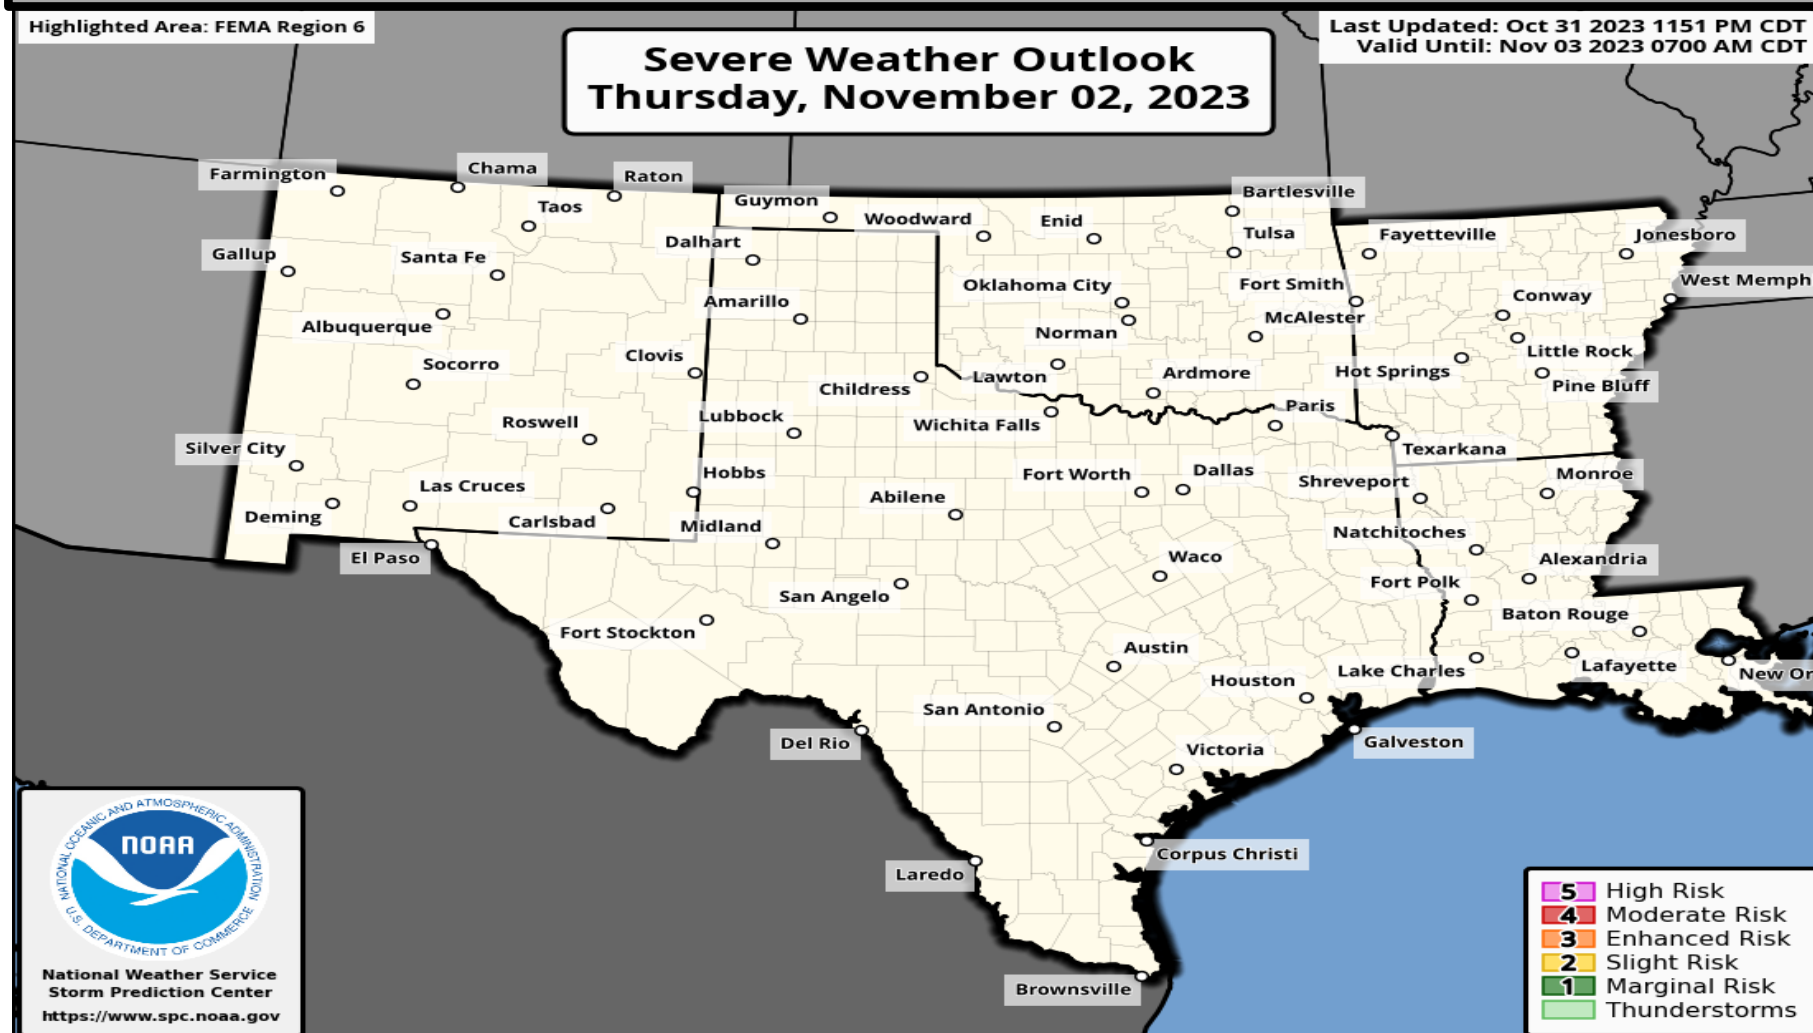 Highlighted Area: FEMA Region 6
Severe Weather Outlook
Thursday, November 02, 2023
Last Updated: Oct 31 2023 1151 PM CDT
Valid Until: Nov 03 2023 0700 AM CDT
Farmington
Chama
Raton
Taos
Guymon
Woodward
Enid
Bartlesville
Tulsa
Fayetteville
Jonesboro
Gallup
Santa Fe
Dalhart
Oklahoma City
Fort Smith
Conway
West Memph
Albuquerque
Amarillo
Norman
McAlester
Little Rock
Socorro
Clovis
Childress
Lawton
Ardmore
Hot Springs
Pine Bluff
Roswell
Lubbock
Wichita Falls
Paris
Texarkana
Silver City
Las Cruces
Hobbs
Abilene
Fort Worth
Dallas
Shreveport
Monroe
Deming
Carlsbad
Midland
Natchitoches
El Paso
San Angelo
Waco
Fort Polk
Alexandria
Fort Stockton
Austin
Baton Rouge
Houston
Lake Charles
Lafayette
New Or
San Antonio
Del Rio
Victoria
Galveston
Laredo
Corpus Christi
Brownsville
NATIONAL OCEANIC AND ATMOSPHERIC ADMINISTRATION
NOAA
U.S. DEPARTMENT OF COMMERCE
National Weather Service
Storm Prediction Center
https://www.spc.noaa.gov
5 High Risk
4 Moderate Risk
3 Enhanced Risk
2 Slight Risk
1 Marginal Risk
Thunderstorms